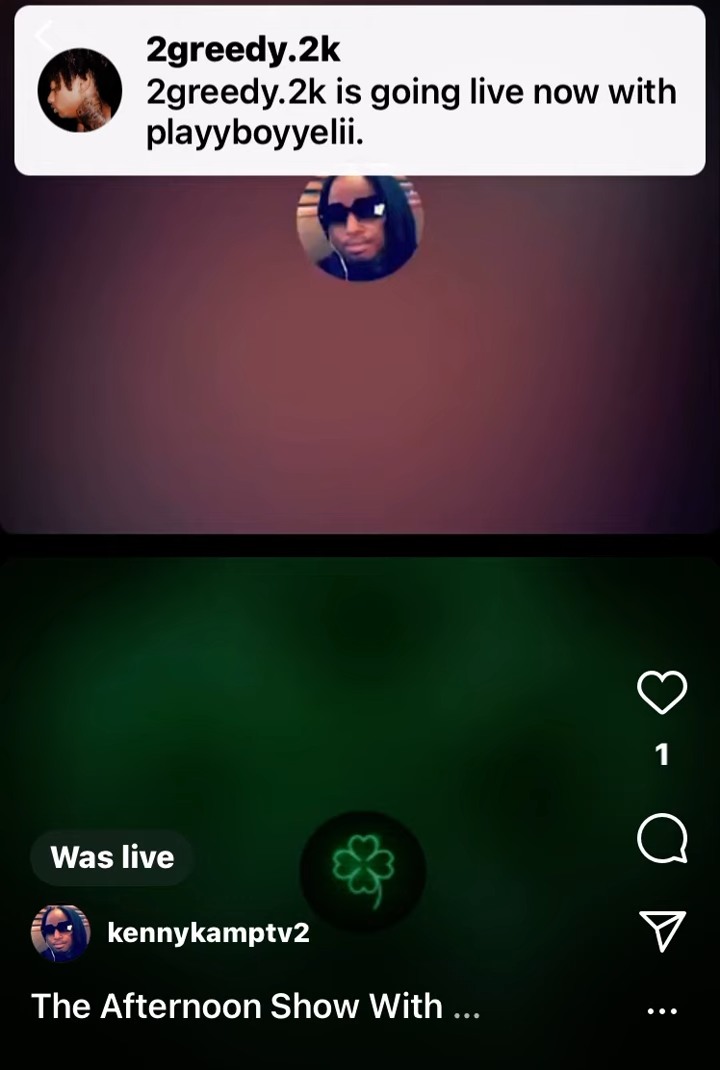 2greedy.2k
2greedy.2k is going live now with
playyboyyelii.
1
Was live
kennykamptv2
The Afternoon Show With ...